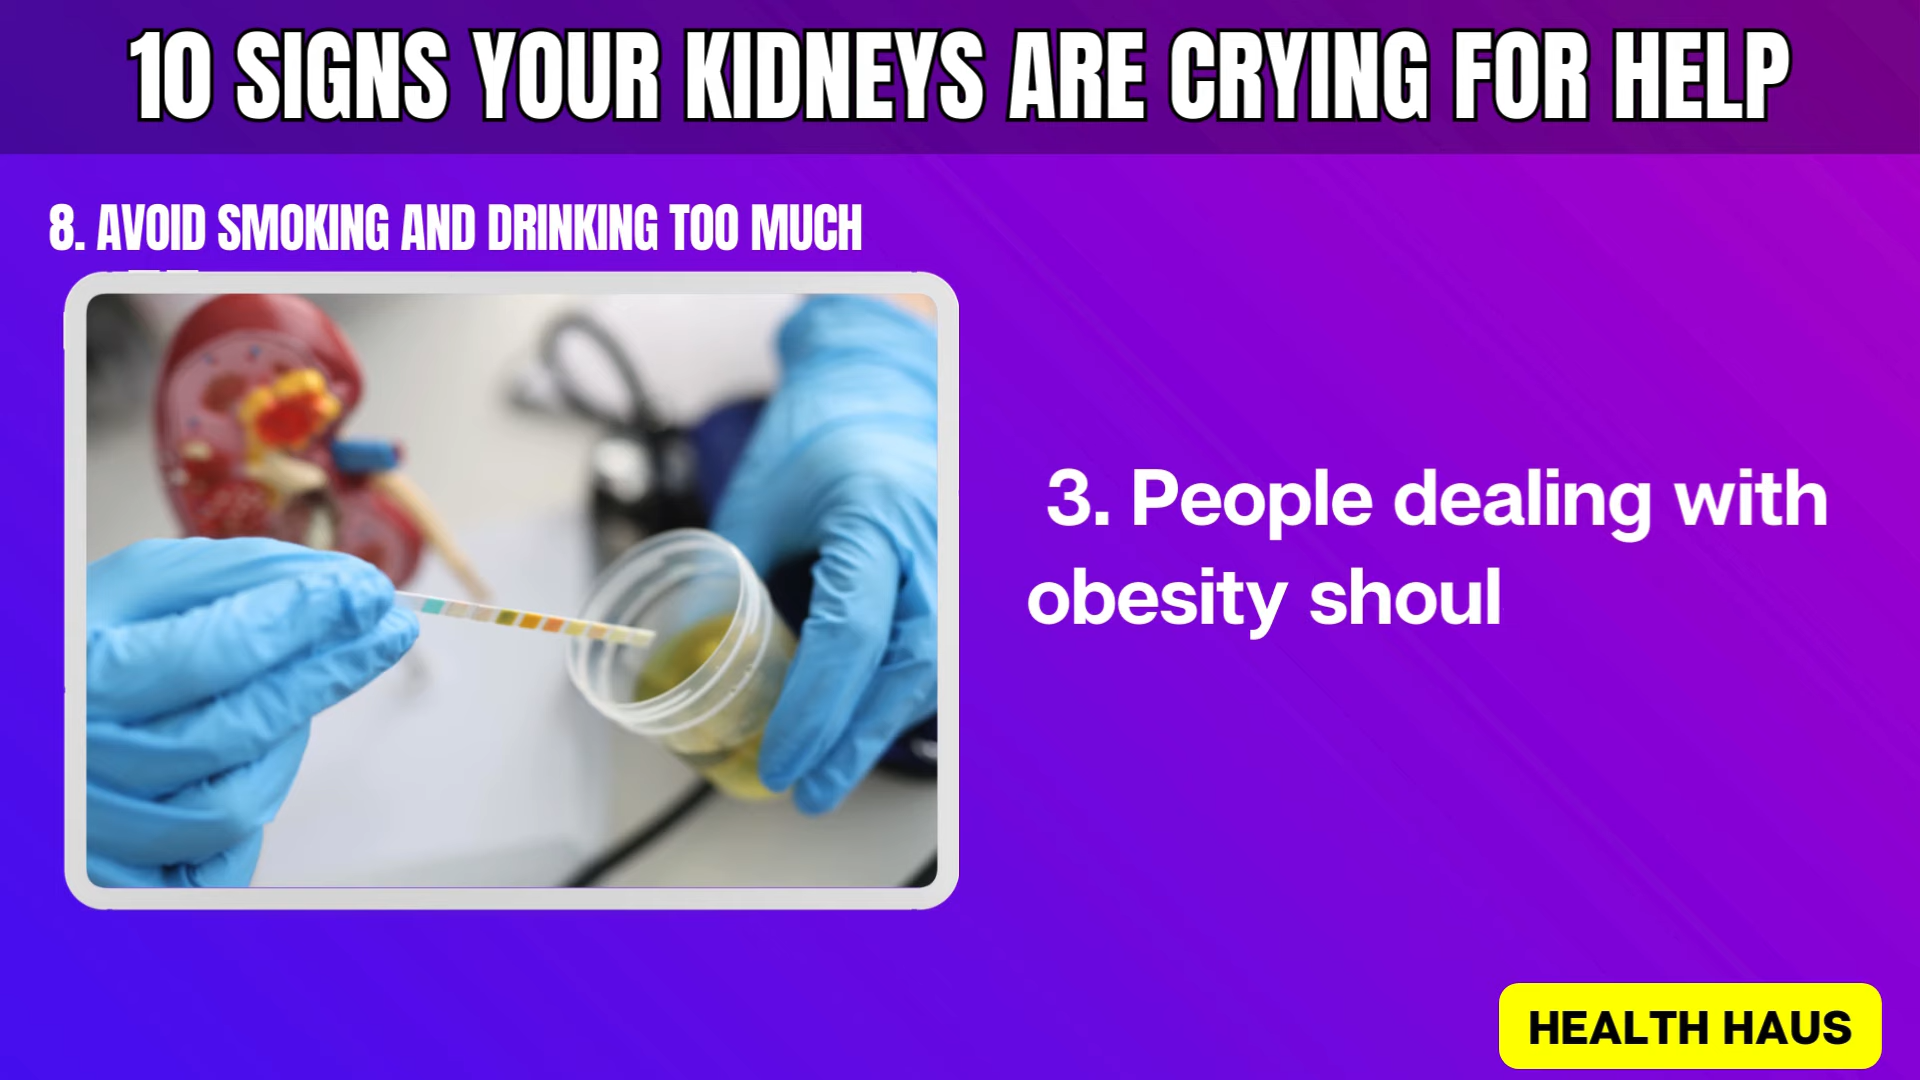 10 SIGNS YOUR KIDNEYS ARE CRYING FOR HELP
8. AVOID SMOKING AND DRINKING TOO MUCH
3. People dealing with
obesity shoul
HEALTH HAUS